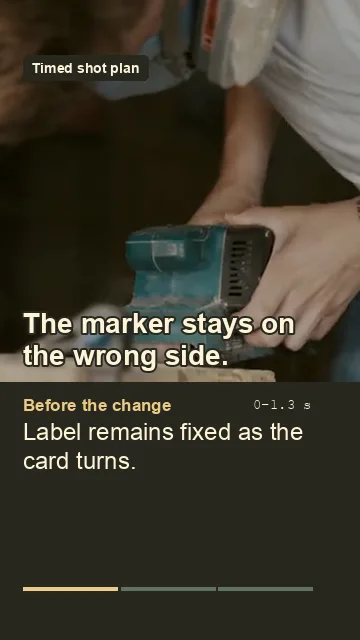 Timed shot plan
The marker stays on
the wrong side.
Before the change 0–1.3 s
Label remains fixed as the
card turns.